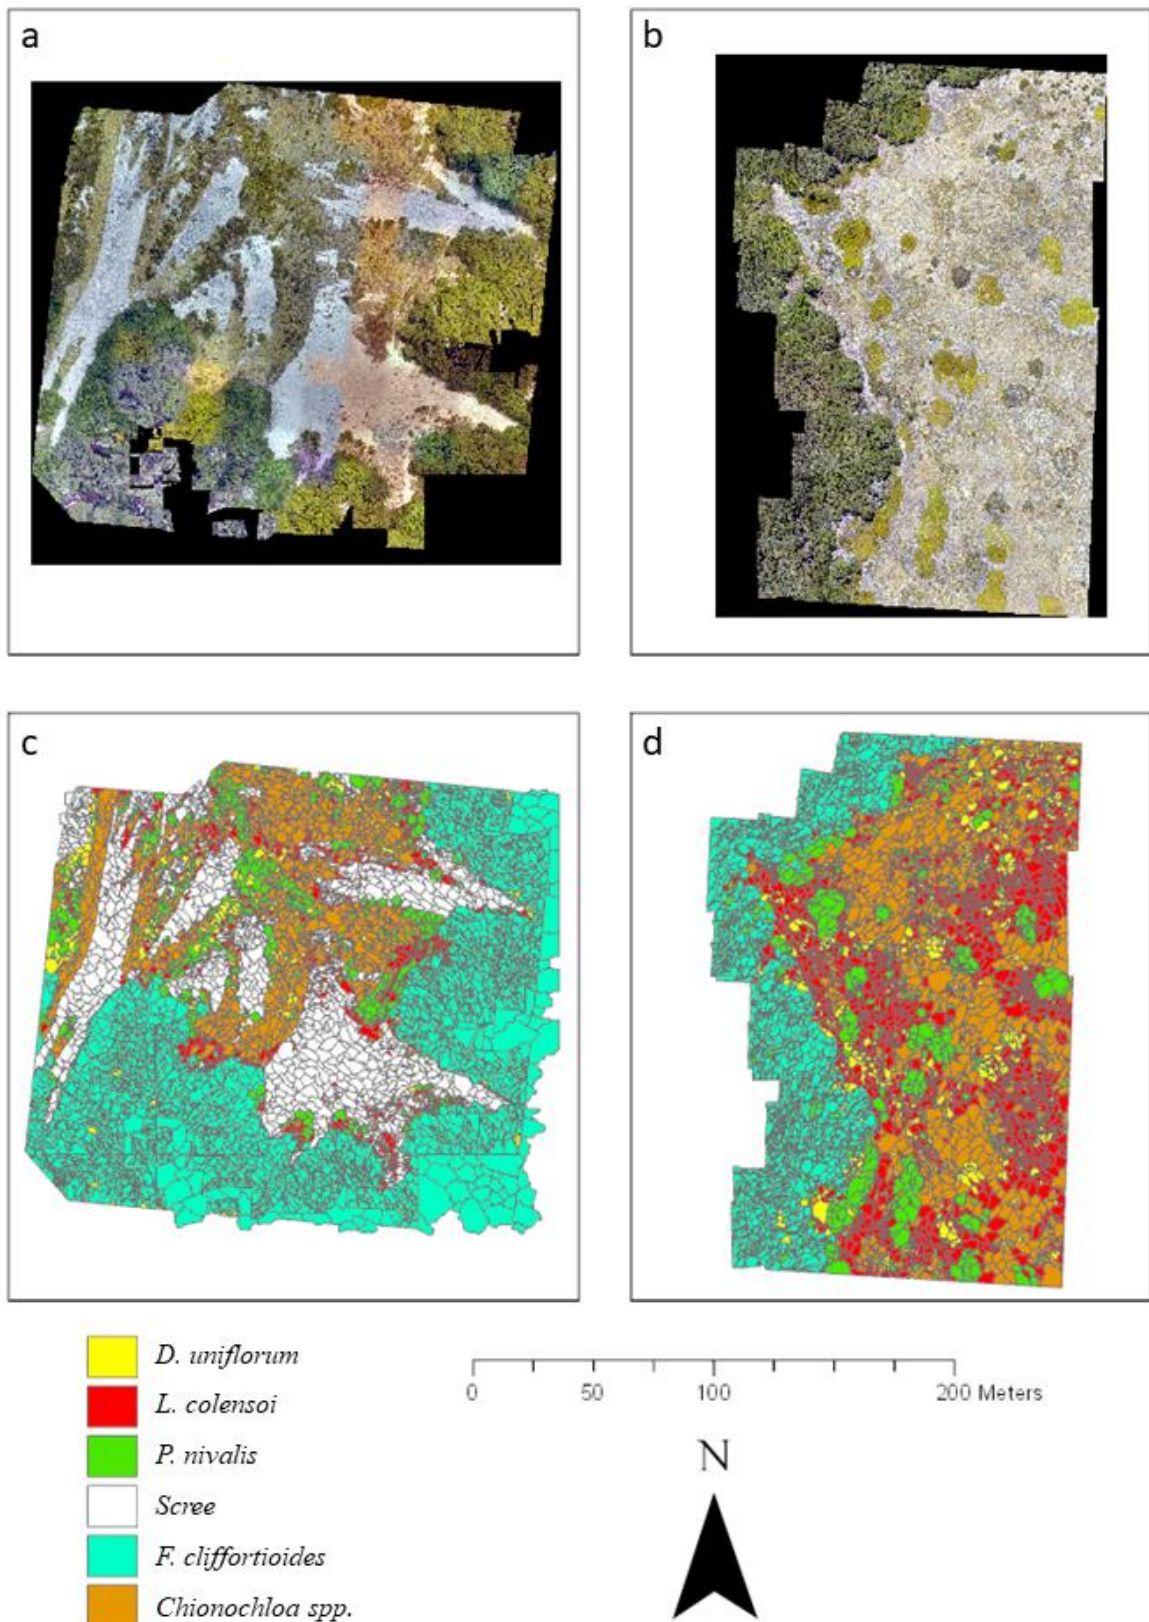 a
b
c
d
D. uniflorum
L. colensoi
P. nivalis
Scree
F. cliffortioides
Chionochloa spp.
0 50 100 200 Meters
N